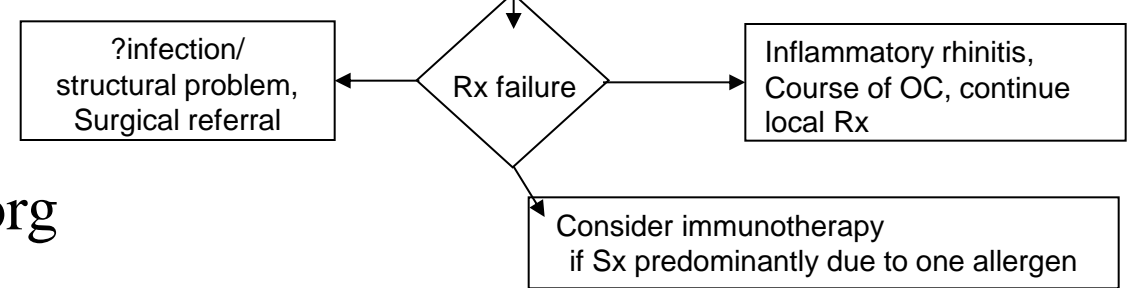 ?infection/
structural problem,
Surgical referral
Rx failure
Inflammatory rhinitis,
Course of OC, continue
local Rx
org
Consider immunotherapy
if Sx predominantly due to one allergen